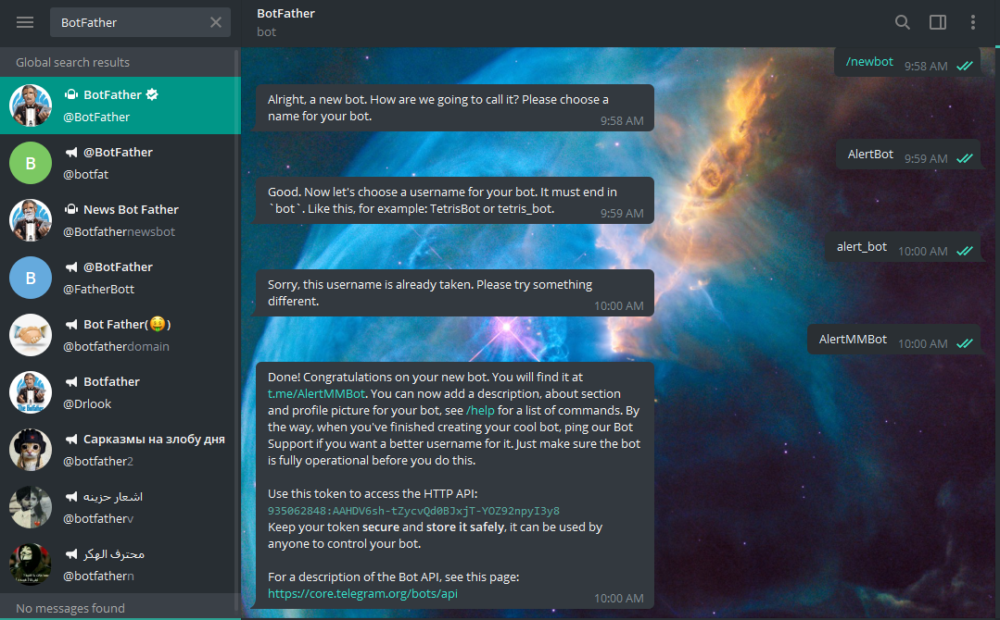 BotFather
Global search results
BotFather
@BotFather
@BotFather
@botfat
News Bot Father
@Botfathernewsbot
@BotFather
@FatherBott
Bot Father(🤑)
@botfatherdomain
Botfather
@Drlook
Сарказмы на злобу дня
@botfather2
اشعار حزينه
@botfatherv
محترف الهكر
@botfathern
No messages found
BotFather
bot
/newbot 9:58 AM
Alright, a new bot. How are we going to call it? Please choose a
name for your bot.
9:58 AM
AlertBot 9:59 AM
Good. Now let's choose a username for your bot. It must end in
`bot`. Like this, for example: TetrisBot or tetris_bot.
9:59 AM
alert_bot 10:00 AM
Sorry, this username is already taken. Please try something
different.
10:00 AM
AlertMMBot 10:00 AM
Done! Congratulations on your new bot. You will find it at
t.me/AlertMMBot. You can now add a description, about section
and profile picture for your bot, see /help for a list of commands. By
the way, when you've finished creating your cool bot, ping our Bot
Support if you want a better username for it. Just make sure the bot
is fully operational before you do this.
Use this token to access the HTTP API:
935062848:AAHDV6sh-tZycvQd0BJxjT-YOZ92npyI3y8
Keep your token secure and store it safely, it can be used by
anyone to control your bot.
For a description of the Bot API, see this page:
https://core.telegram.org/bots/api
10:00 AM